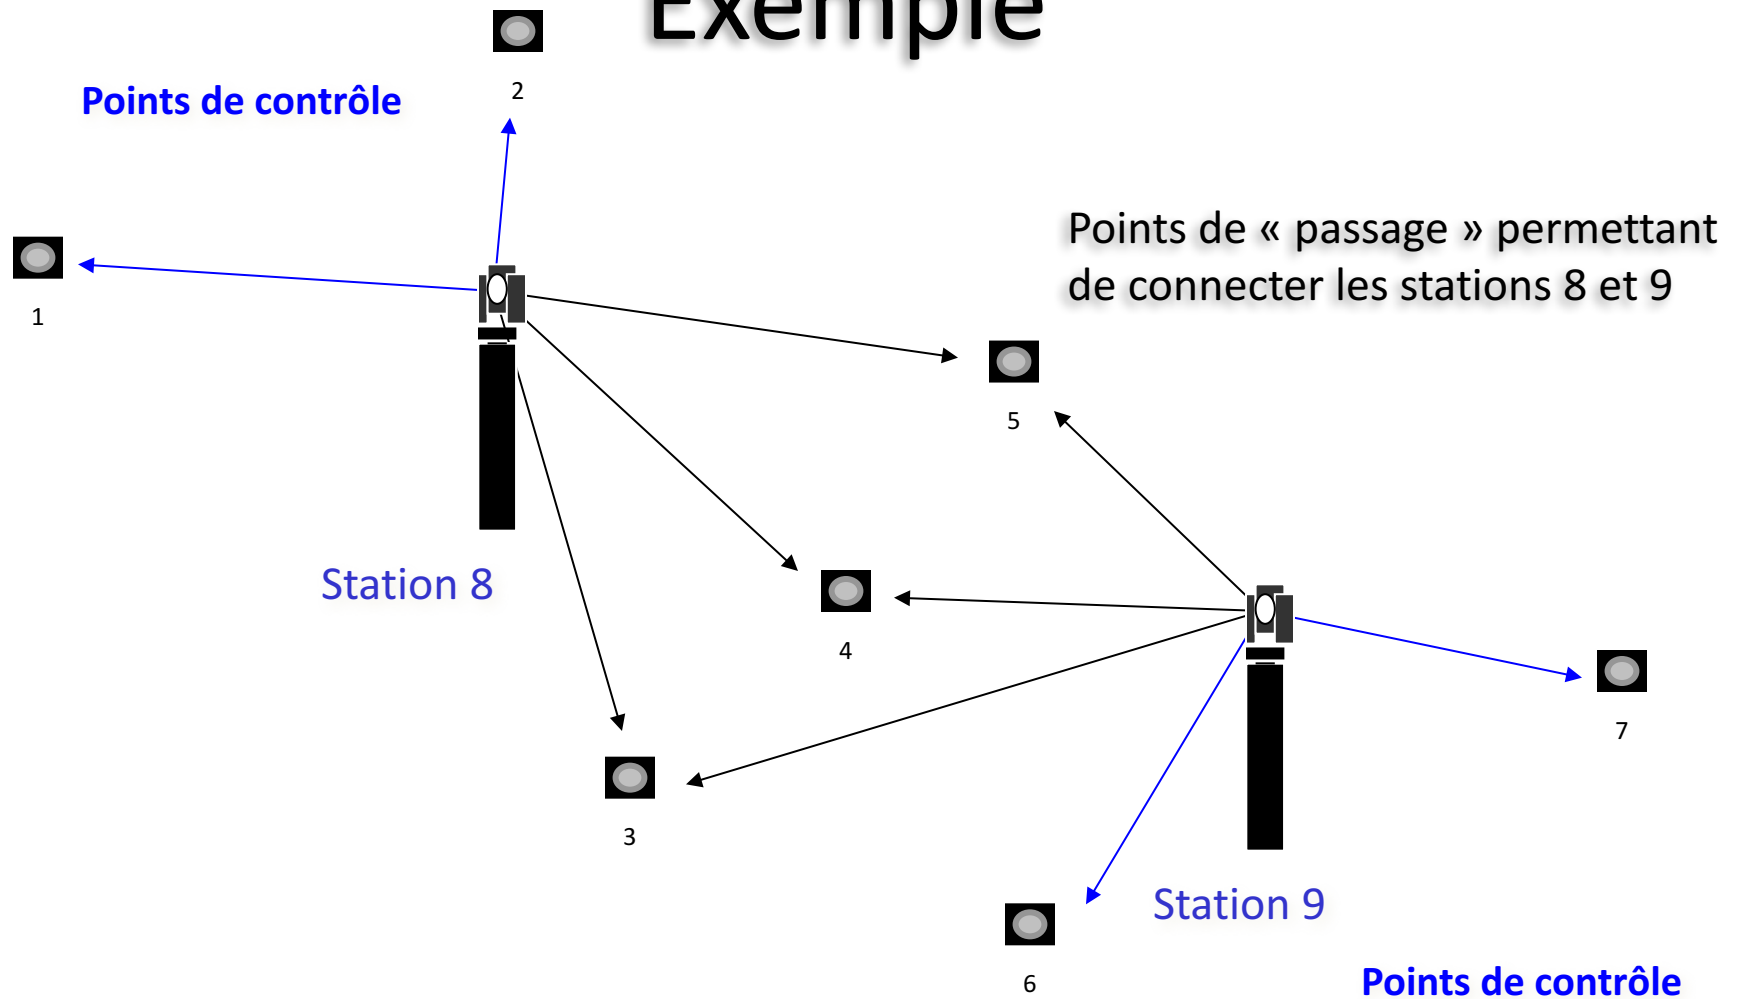 Exemple
2
Points de contrôle
Points de « passage » permettant
de connecter les stations 8 et 9
1
5
Station 8
4
7
3
Station 9
6
Points de contrôle